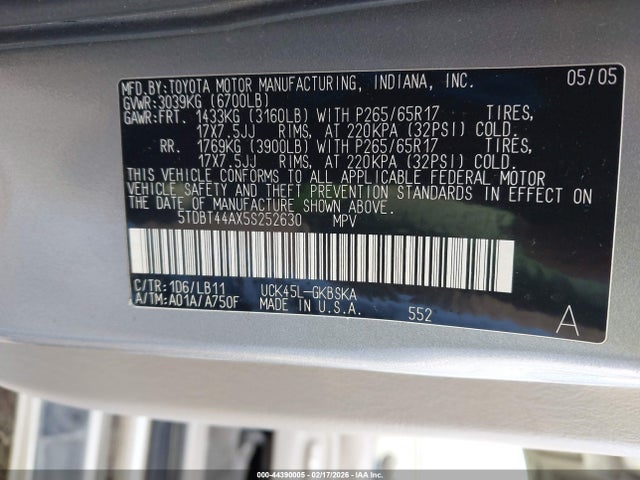 MFD.BY:TOYOTA MOTOR MANUFACTURING, INDIANA, INC. 05/05
GVWR:3039KG (6700LB)
GAWR:FRT. 1433KG (3160LB) WITH P265/65R17 TIRES,
17X7.5JJ RIMS, AT 220KPA (32PSI) COLD.
RR. 1769KG (3900LB) WITH P265/65R17 TIRES,
17X7.5JJ RIMS, AT 220KPA (32PSI) COLD.
THIS VEHICLE CONFORMS TO ALL APPLICABLE FEDERAL MOTOR
VEHICLE SAFETY AND THEFT PREVENTION STANDARDS IN EFFECT ON
THE DATE OF MANUFACTURE SHOWN ABOVE.
5TDBT44AX5S252630 MPV
C/TR:1D6/LB11 UCK45L-GKBSKA
A/TM:A01A/A750F MADE IN U.S.A. 552 A
000-44390005 - 02/17/2026 - IAAI.COM